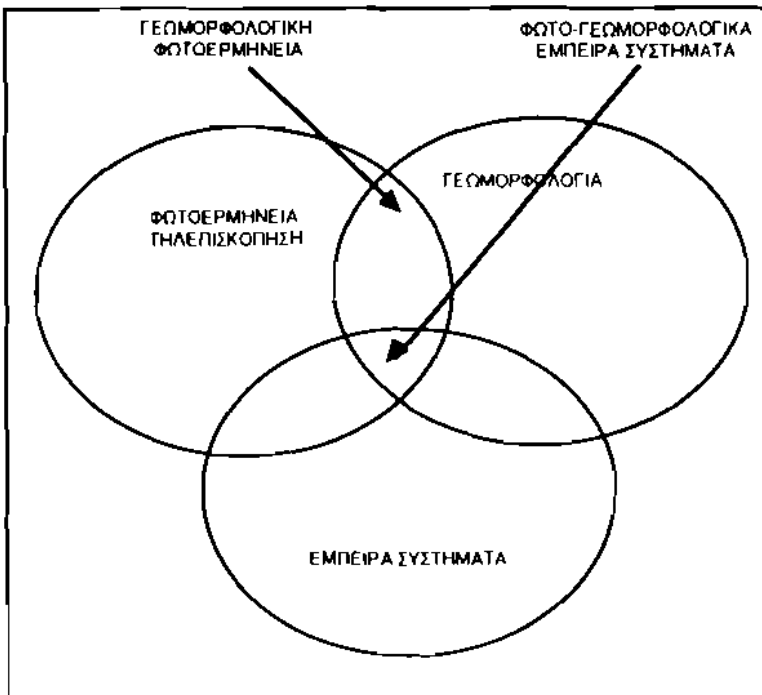 ΓΕΩΜΟΡΦΟΛΟΓΙΚΗ
ΦΩΤΟΕΡΜΗΝΕΙΑ
ΦΩΤΟ-ΓΕΩΜΟΡΦΟΛΟΓΙΚΑ
ΕΜΠΕΙΡΑ ΣΥΣΤΗΜΑΤΑ
ΓΕΩΜΟΡΦΟΛΟΓΙΑ
ΦΩΤΟΕΡΜΗΝΕΙΑ
ΤΗΛΕΠΙΣΚΟΠΗΣΗ
ΕΜΠΕΙΡΑ ΣΥΣΤΗΜΑΤΑ